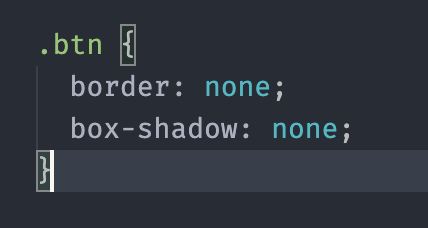 .btn {
  border: none;
  box-shadow: none;
}